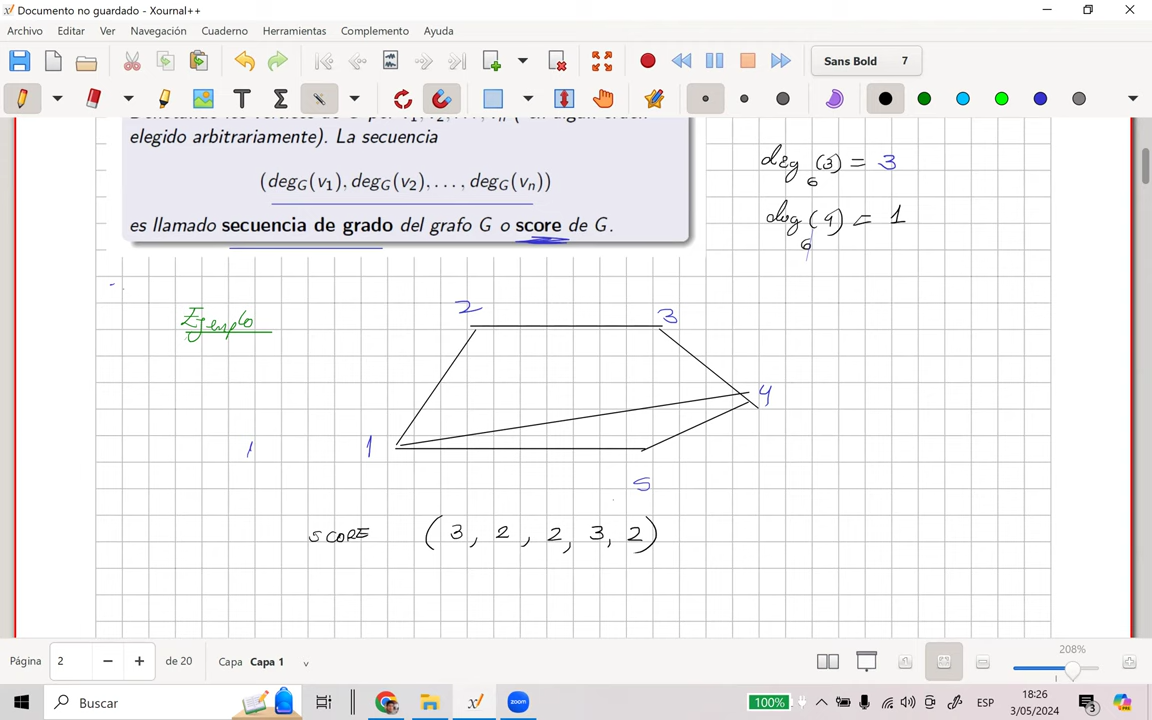 Documento no guardado - Xournal++
Archivo Editar Ver Navegación Cuaderno Herramientas Complemento Ayuda
Sans Bold 7
elegido arbitrariamente). La secuencia
(deg_G(v_1), deg_G(v_2), . . . , deg_G(v_n))
es llamado secuencia de grado del grafo G o score de G.
deg_G (3) = 3
deg_G (4) = 1
Ejemplo
2 3
4
1 1
5
SCORE (3, 2, 2, 3, 2)
Página 2 de 20 Capa Capa 1
208%
Buscar
zoom
100%
ESP
18:26
3/05/2024
3